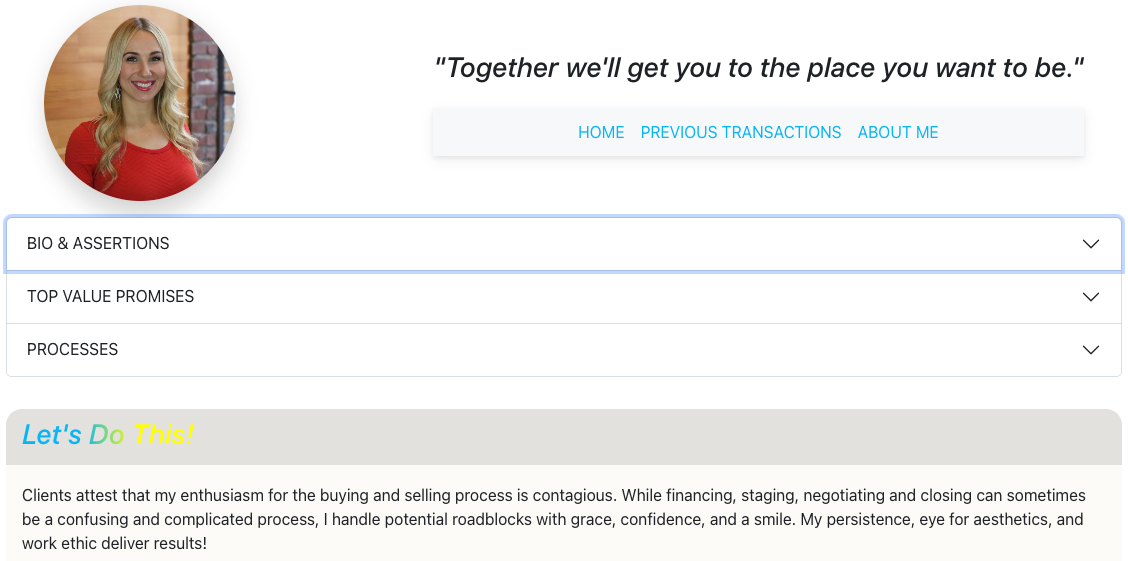 "Together we'll get you to the place you want to be."
HOME PREVIOUS TRANSACTIONS ABOUT ME
BIO & ASSERTIONS
TOP VALUE PROMISES
PROCESSES
Let's Do This!
Clients attest that my enthusiasm for the buying and selling process is contagious. While financing, staging, negotiating and closing can sometimes
be a confusing and complicated process, I handle potential roadblocks with grace, confidence, and a smile. My persistence, eye for aesthetics, and
work ethic deliver results!